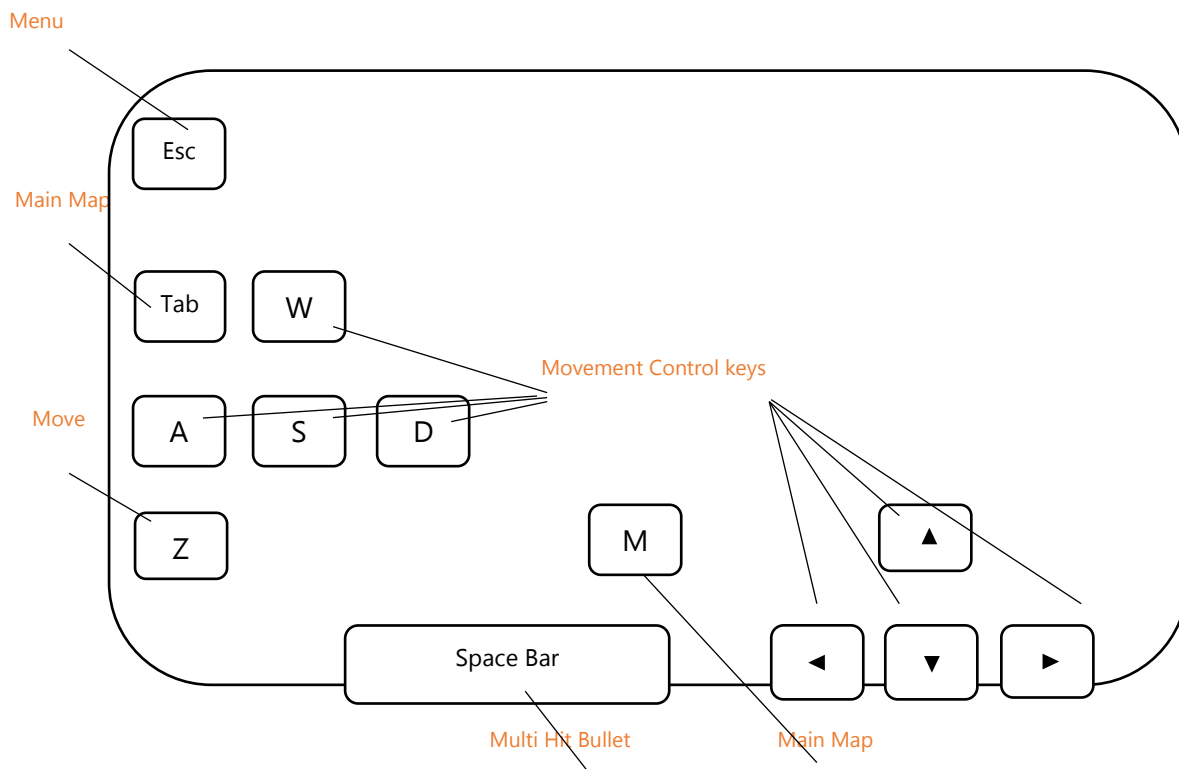 Menu
Esc
Main Map
Tab
W
Movement Control keys
Move
A
S
D
Z
M
▲
Space Bar
◄
▼
►
Multi Hit Bullet
Main Map